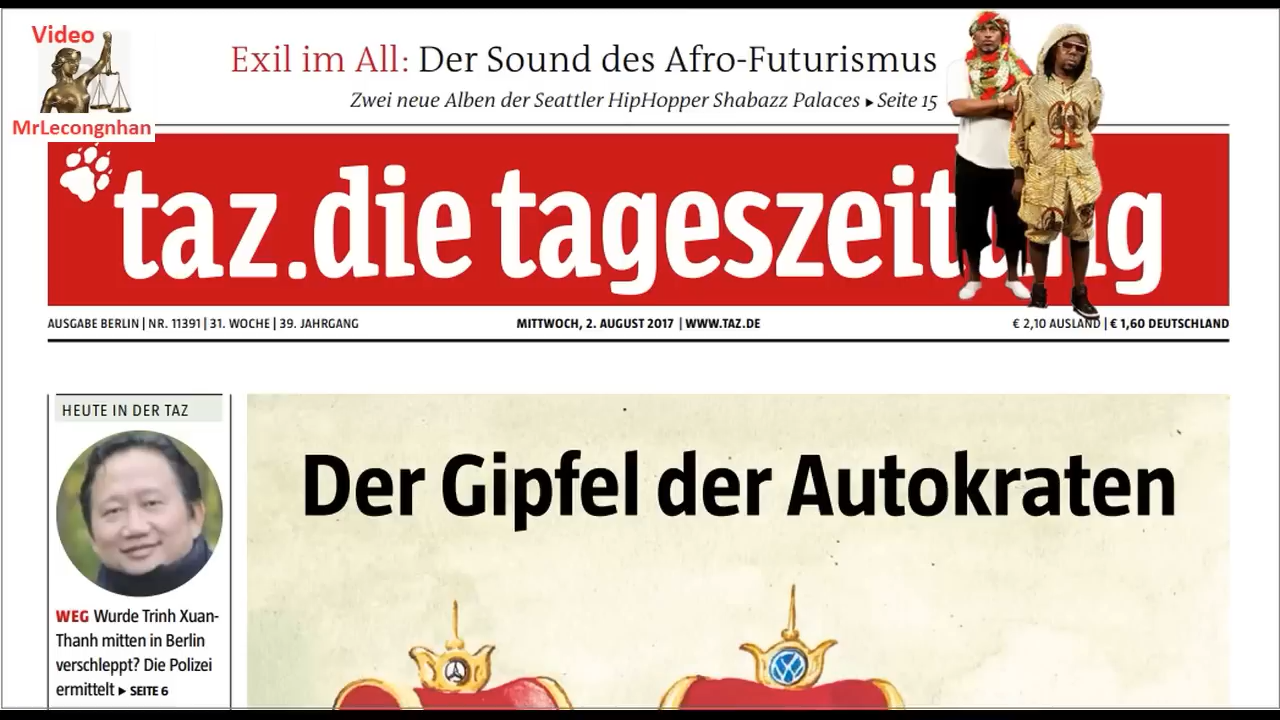 Video
MrLecongnhan
Exil im All: Der Sound des Afro-Futurismus
Zwei neue Alben der Seattler HipHopper Shabazz Palaces ▸ Seite 15
taz.die tageszeitung
AUSGABE BERLIN | NR. 11391 | 31. WOCHE | 39. JAHRGANG
MITTWOCH, 2. AUGUST 2017 | WWW.TAZ.DE
€ 2,10 AUSLAND | € 1,60 DEUTSCHLAND
HEUTE IN DER TAZ
WEG Wurde Trinh Xuan-
Thanh mitten in Berlin
verschleppt? Die Polizei
ermittelt ▸ SEITE 6
Der Gipfel der Autokraten